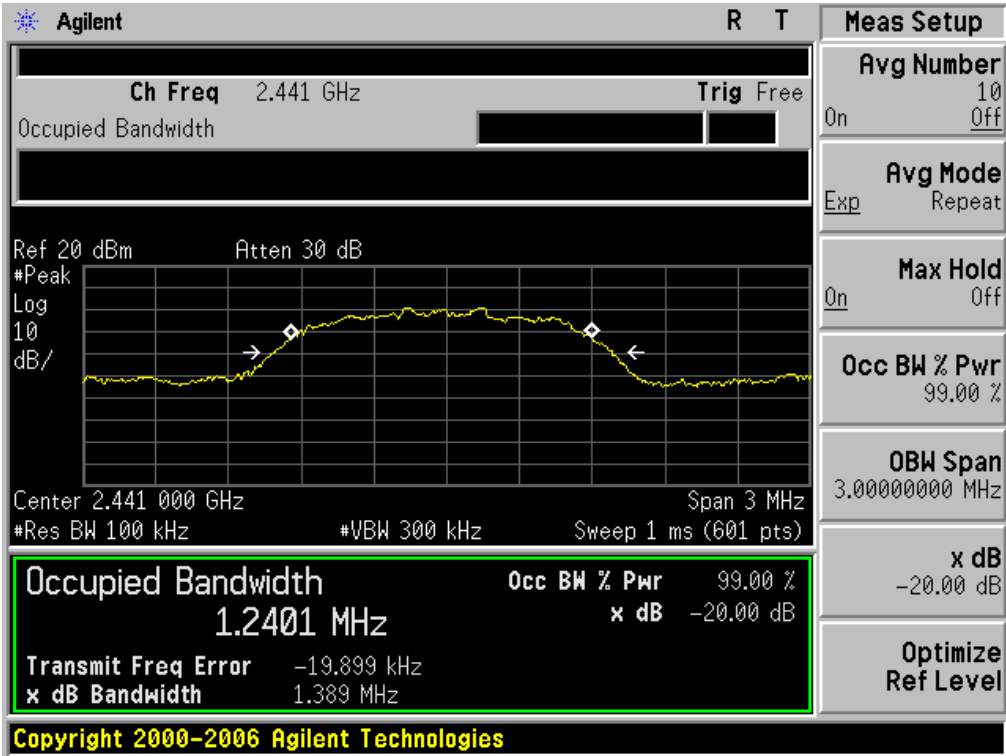 Agilent R T
Ch Freq 2.441 GHz Trig Free
Occupied Bandwidth
Ref 20 dBm Atten 30 dB
#Peak
Log
10
dB/
Center 2.441 000 GHz Span 3 MHz
#Res BW 100 kHz #VBW 300 kHz Sweep 1 ms (601 pts)
Occupied Bandwidth
1.2401 MHz
Occ BW % Pwr 99.00 %
x dB -20.00 dB
Transmit Freq Error -19.899 kHz
x dB Bandwidth 1.389 MHz
Copyright 2000-2006 Agilent Technologies
Meas Setup
Avg Number
10
On Off
Avg Mode
Exp Repeat
Max Hold
On Off
Occ BW % Pwr
99.00 %
OBW Span
3.00000000 MHz
x dB
-20.00 dB
Optimize
Ref Level